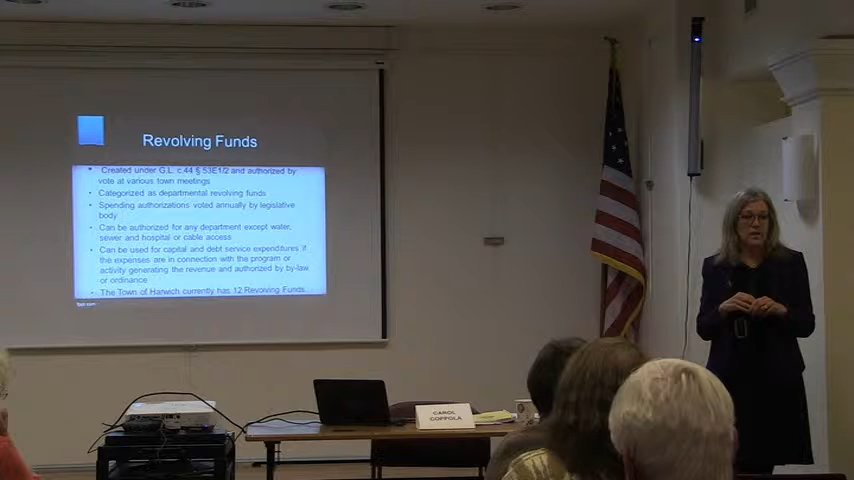 Revolving Funds
• Created under G.L. c.44 § 53E1/2 and authorized by
vote at various town meetings
• Categorized as departmental revolving funds
• Spending authorizations voted annually by legislative
body
• Can be authorized for any department except water,
sewer and hospital or cable access
• Can be used for capital and debt service expenditures if
the expenses are in connection with the program or
activity generating the revenue and authorized by by-law
or ordinance
• The Town of Harwich currently has 12 Revolving Funds
CAROL
COPPOLA